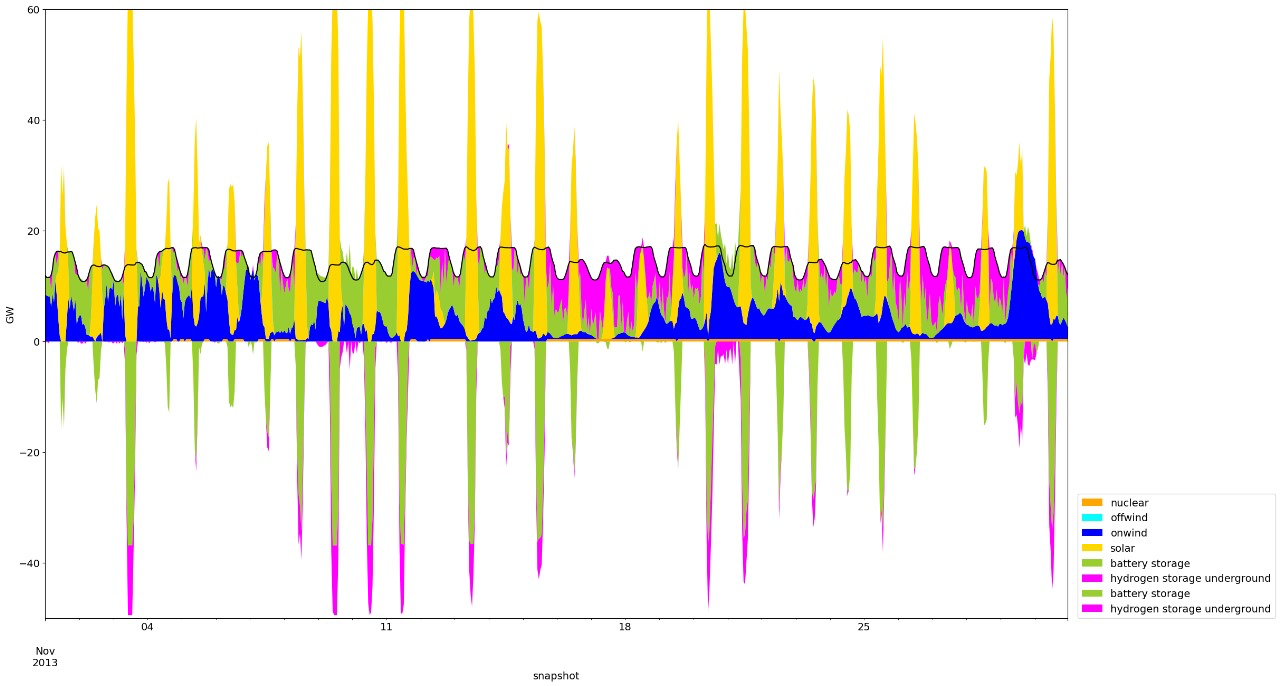 60
40
20
0
−20
−40
GW
04
11
18
25
Nov
2013
snapshot
nuclear
offwind
onwind
solar
battery storage
hydrogen storage underground
battery storage
hydrogen storage underground